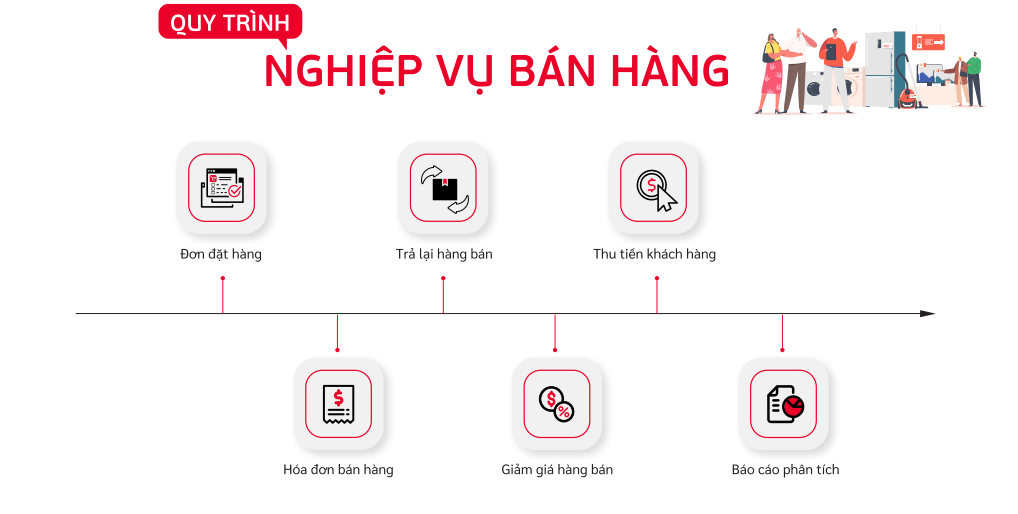 QUY TRÌNH
NGHIỆP VỤ BÁN HÀNG
Đơn đặt hàng
Trả lại hàng bán
Thu tiền khách hàng
Hóa đơn bán hàng
Giảm giá hàng bán
Báo cáo phân tích